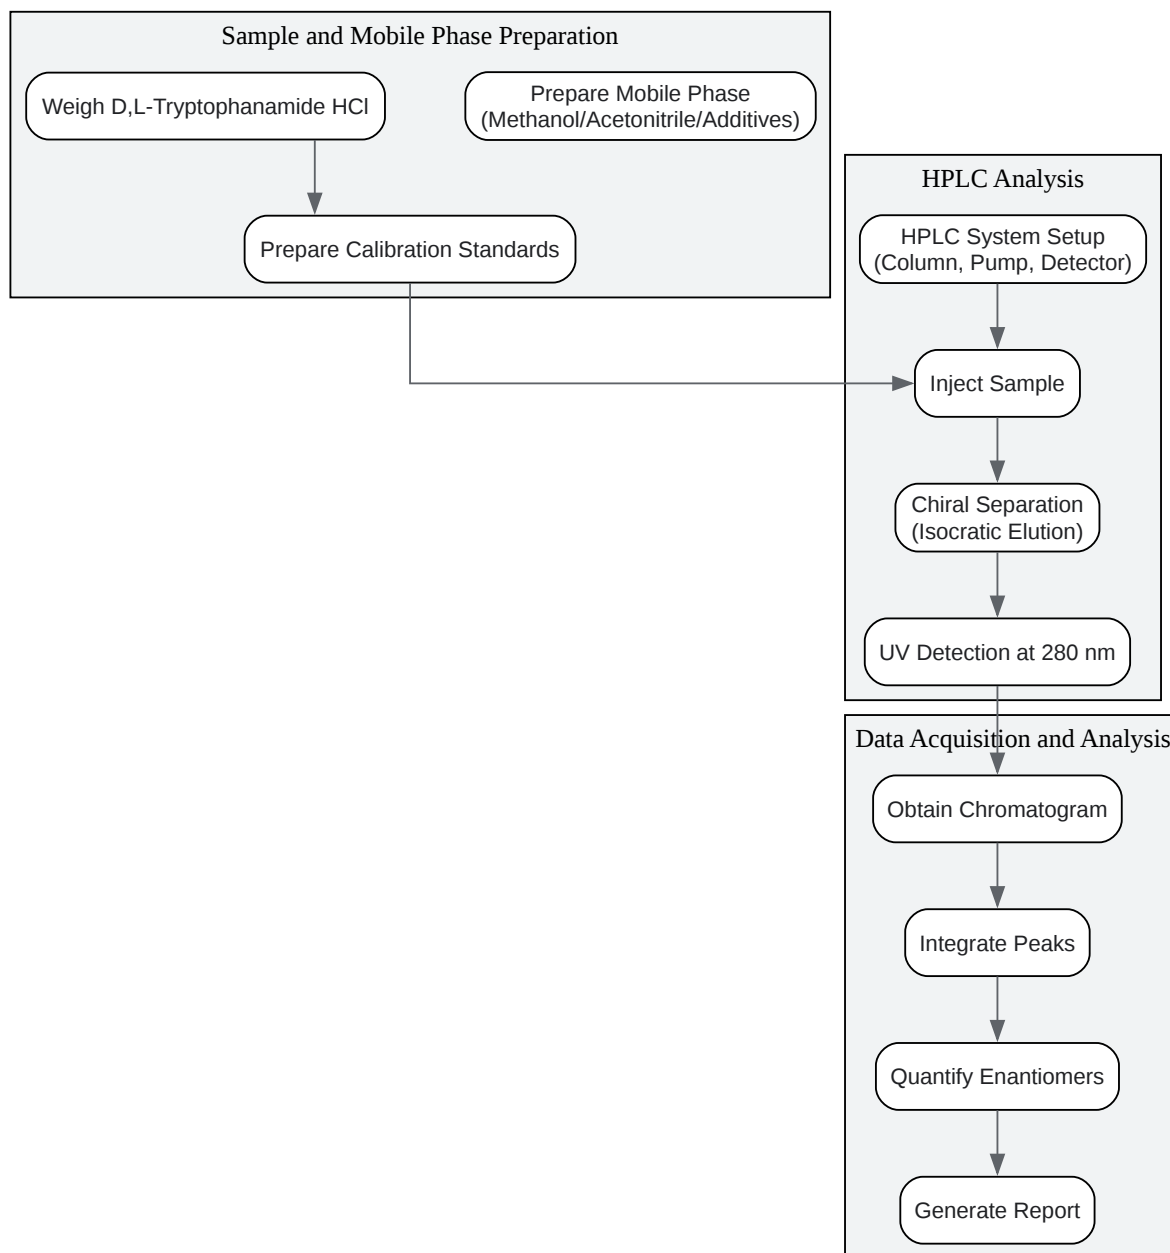 Sample and Mobile Phase Preparation
Weigh D,L-Tryptophanamide HCl
Prepare Mobile Phase
(Methanol/Acetonitrile/Additives)
Prepare Calibration Standards
HPLC Analysis
HPLC System Setup
(Column, Pump, Detector)
Inject Sample
Chiral Separation
(Isocratic Elution)
UV Detection at 280 nm
Data Acquisition and Analysis
Obtain Chromatogram
Integrate Peaks
Quantify Enantiomers
Generate Report